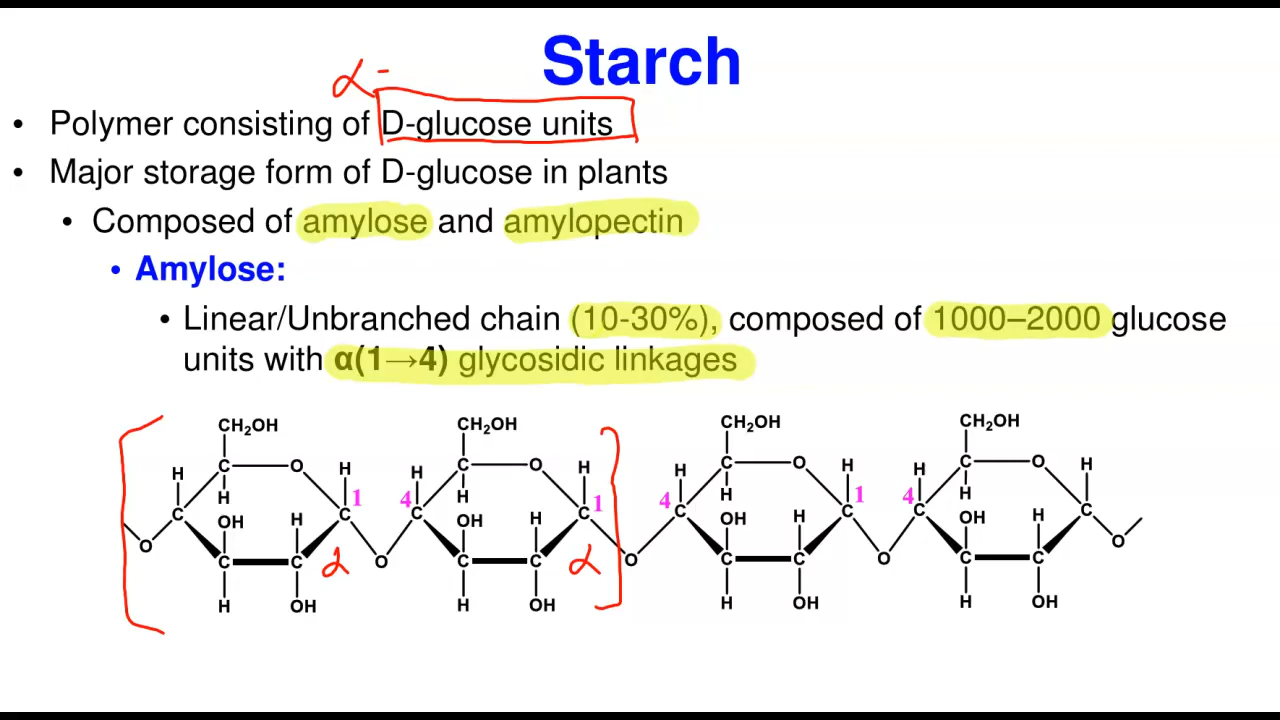 Starch
α-
• Polymer consisting of D-glucose units
• Major storage form of D-glucose in plants
• Composed of amylose and amylopectin
• Amylose:
• Linear/Unbranched chain (10-30%), composed of 1000–2000 glucose
units with α(1→4) glycosidic linkages
CH₂OH CH₂OH CH₂OH CH₂OH
H C O H H C O H H C O H H C O H
H 1 4 H 1 4 H 1 4 H
C OH H C C OH H C C OH H C C OH H C
O C C α O C C α O C C O C C O
H OH H OH H OH H OH